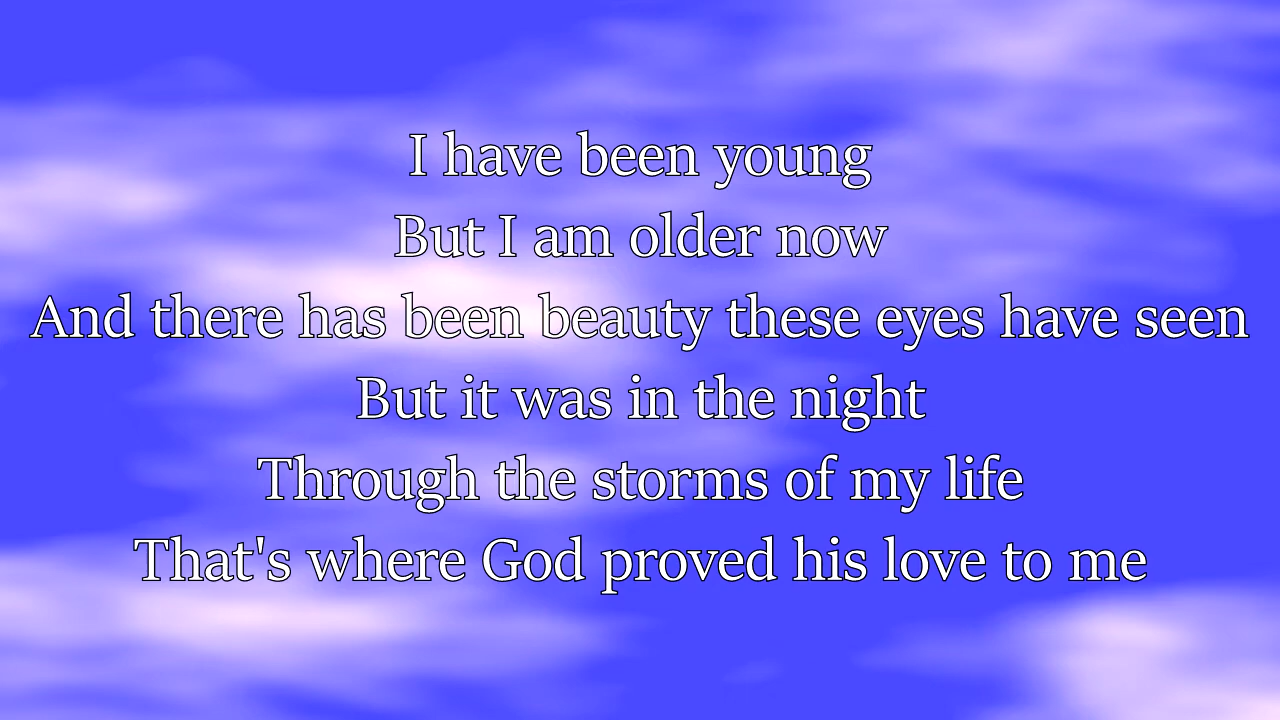 I have been young
But I am older now
And there has been beauty these eyes have seen
But it was in the night
Through the storms of my life
That's where God proved his love to me